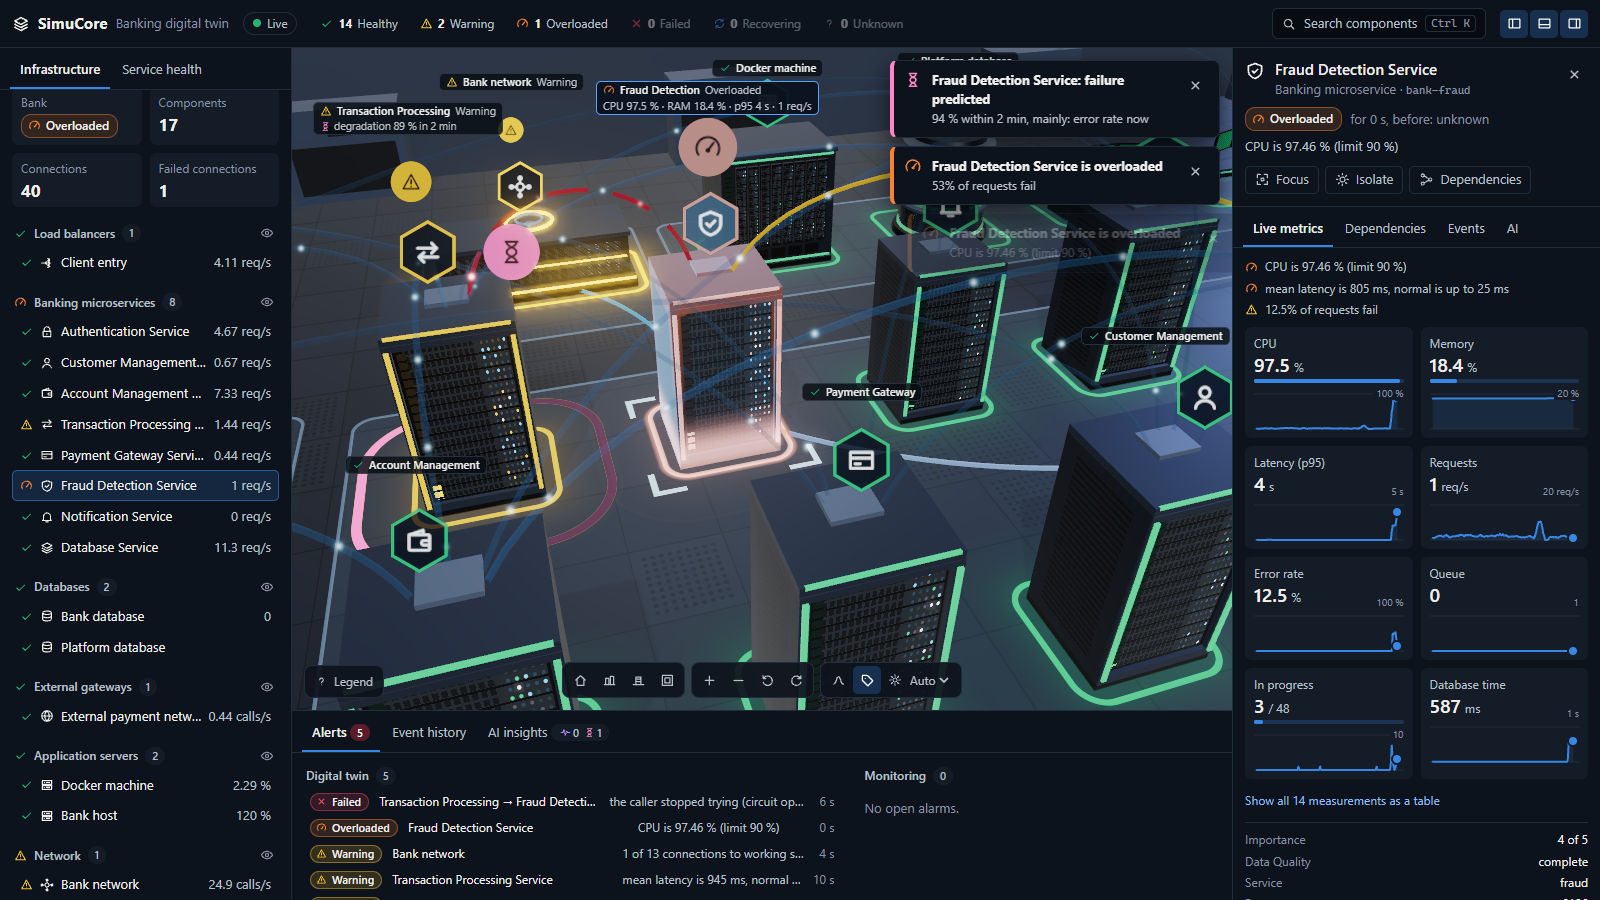 SimuCore Banking digital twin Live 14 Healthy 2 Warning 1 Overloaded 0 Failed 0 Recovering ? 0 Unknown Search components Ctrl K
Infrastructure Service health
Bank
Overloaded
Components
17
Connections
40
Failed connections
1
Load balancers 1
Client entry 4.11 req/s
Banking microservices 8
Authentication Service 4.67 req/s
Customer Management... 0.67 req/s
Account Management ... 7.33 req/s
Transaction Processing ... 1.44 req/s
Payment Gateway Servi... 0.44 req/s
Fraud Detection Service 1 req/s
Notification Service 0 req/s
Database Service 11.3 req/s
Databases 2
Bank database 0
Platform database
External gateways 1
External payment netw... 0.44 calls/s
Application servers 2
Docker machine 2.29 %
Bank host 120 %
Network 1
Bank network 24.9 calls/s
Docker machine
Bank network Warning
Fraud Detection Overloaded
CPU 97.5 % · RAM 18.4 % · p95 4 s · 1 req/s
Transaction Processing Warning
degradation 89 % in 2 min
Customer Management
Payment Gateway
Account Management
Fraud Detection Service: failure
predicted
94 % within 2 min, mainly: error rate now
Fraud Detection Service is overloaded
53% of requests fail
Fraud Detection Service is overloaded
CPU is 97.46 % (limit 90 %)
? Legend
Auto
Alerts 5 Event history AI insights 0 1
Digital twin 5
Failed Transaction Processing → Fraud Detecti... the caller stopped trying (circuit op... 6 s
Overloaded Fraud Detection Service CPU is 97.46 % (limit 90 %) 0 s
Warning Bank network 1 of 13 connections to working s... 4 s
Warning Transaction Processing Service mean latency is 945 ms, normal ... 10 s
Monitoring 0
No open alarms.
Fraud Detection Service
Banking microservice · bank-fraud
Overloaded for 0 s, before: unknown
CPU is 97.46 % (limit 90 %)
Focus Isolate Dependencies
Live metrics Dependencies Events AI
CPU is 97.46 % (limit 90 %)
mean latency is 805 ms, normal is up to 25 ms
12.5% of requests fail
CPU
97.5 %
100 %
Memory
18.4 %
20 %
Latency (p95)
4 s
5 s
Requests
1 req/s
20 req/s
Error rate
12.5 %
100 %
Queue
0
1
In progress
3 / 48
10
Database time
587 ms
1 s
Show all 14 measurements as a table
Importance 4 of 5
Data Quality complete
Service fraud